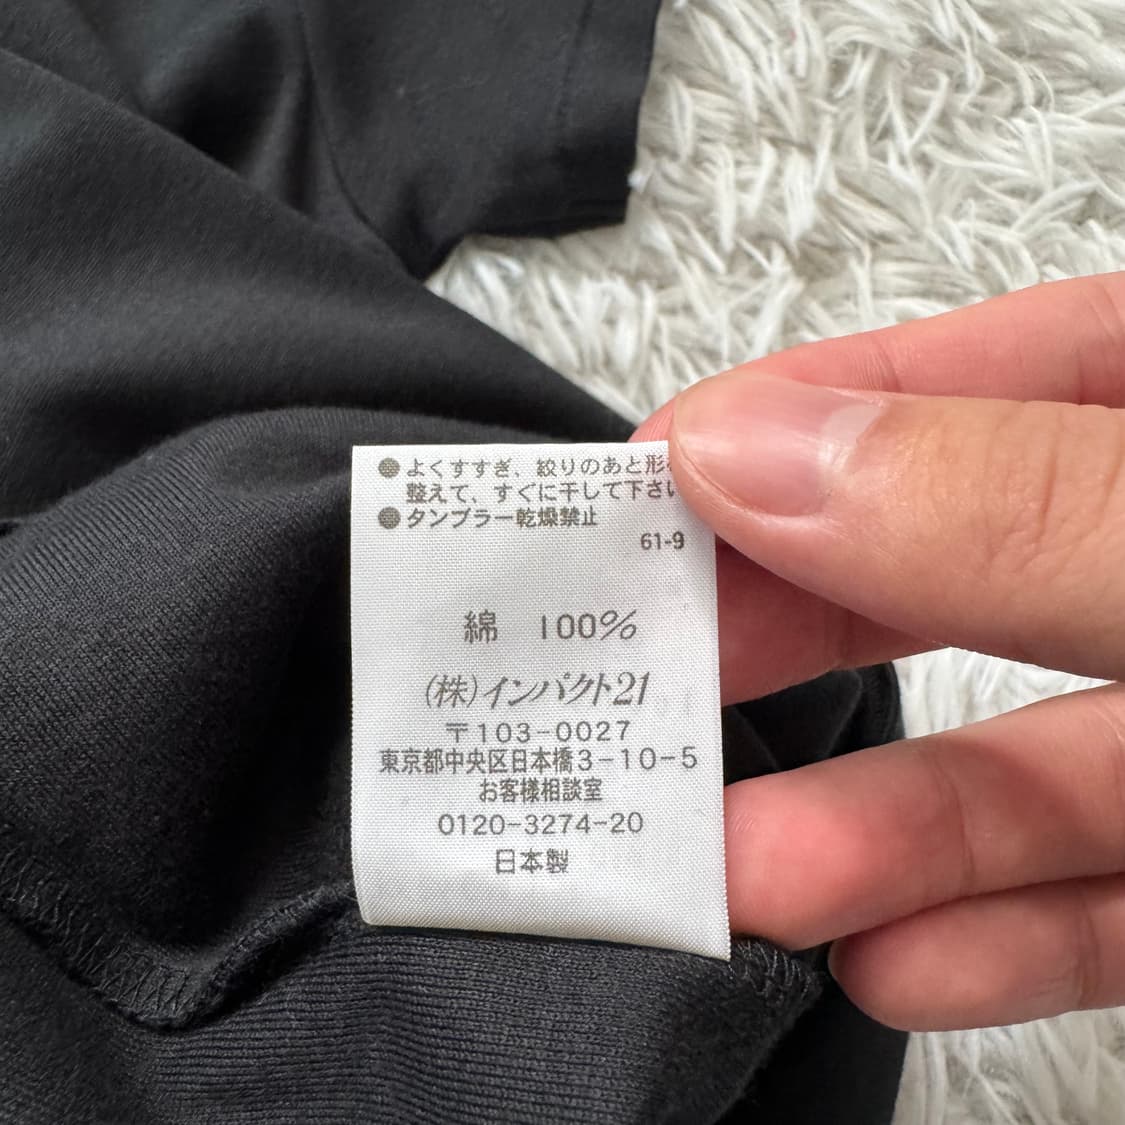 ●よくすすぎ、絞りのあと形
整えて、すぐに干して下さい
●タンブラー乾燥禁止
61-9
綿 100%
(株)インパクト21
〒103-0027
東京都中央区日本橋3-10-5
お客様相談室
0120-3274-20
日本製